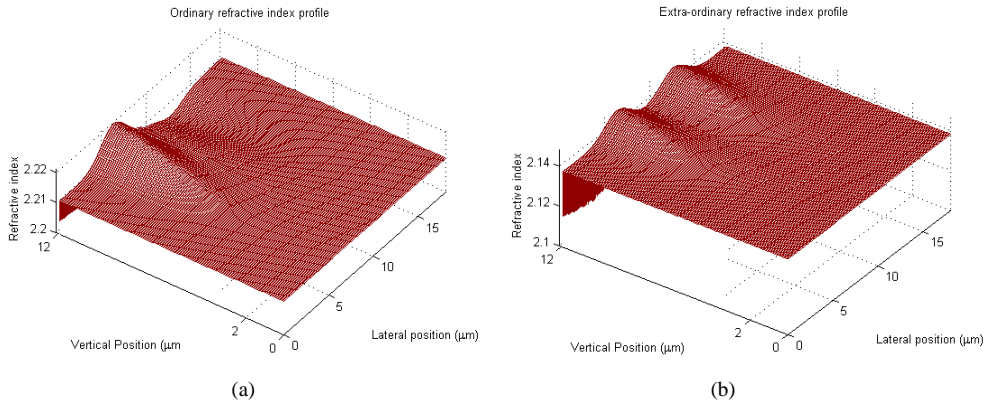 Ordinary refractive index profile
Refractive index
2.22
2.21
2.2
12
2
0
Vertical Position (μm
0
5
10
15
Lateral position (μm)
(a)
Extra-ordinary refractive index profile
Refractive index
2.14
2.12
2.1
12
2
0
Vertical Position (μm)
0
5
10
15
Lateral position (μm)
(b)